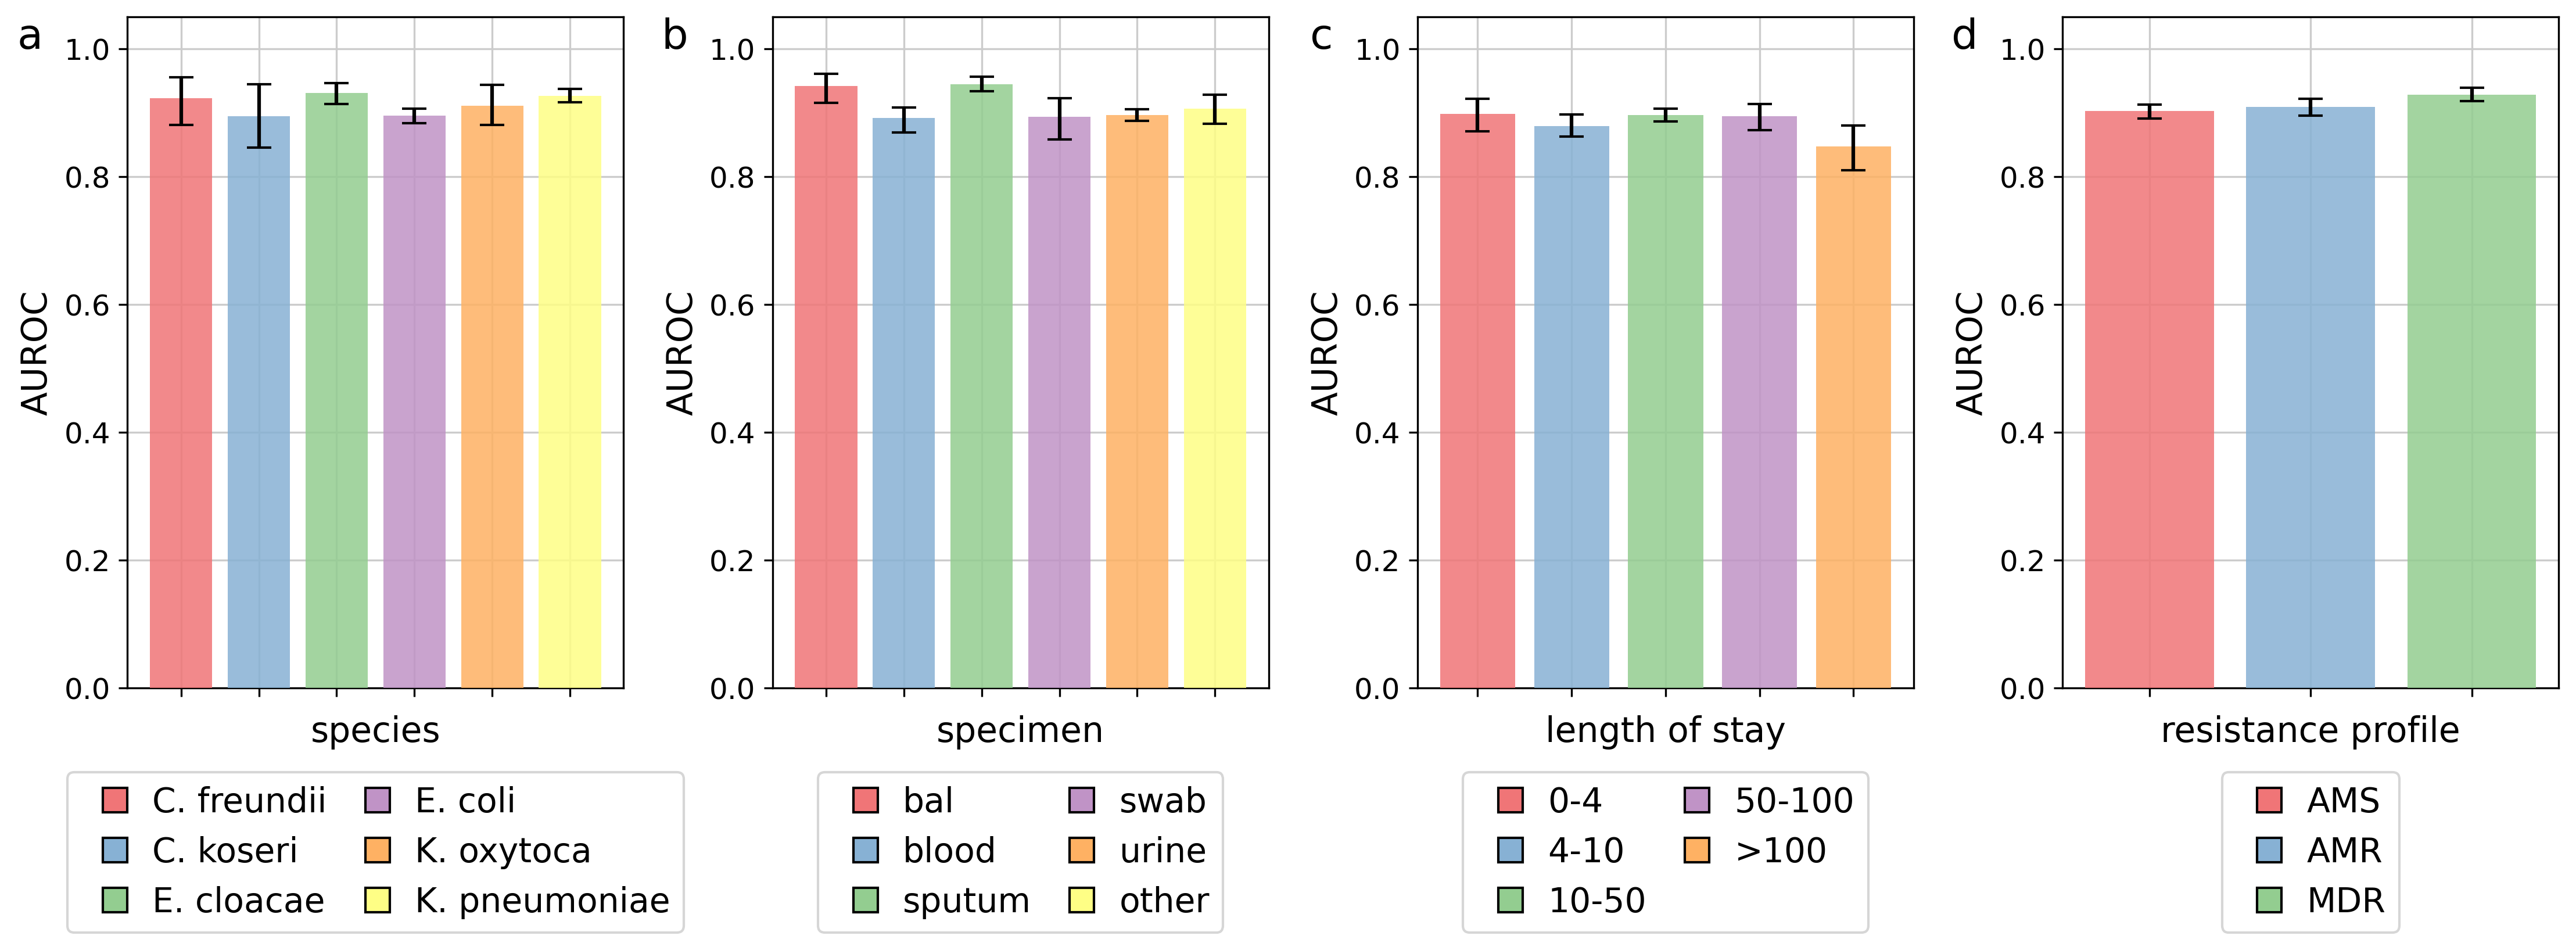 a
1.0
0.8
0.6
0.4
0.2
0.0
AUROC
species
C. freundii
C. koseri
E. cloacae
E. coli
K. oxytoca
K. pneumoniae
b
1.0
0.8
0.6
0.4
0.2
0.0
AUROC
specimen
bal
blood
sputum
swab
urine
other
c
1.0
0.8
0.6
0.4
0.2
0.0
AUROC
length of stay
0-4
4-10
10-50
50-100
>100
d
1.0
0.8
0.6
0.4
0.2
0.0
AUROC
resistance profile
AMS
AMR
MDR